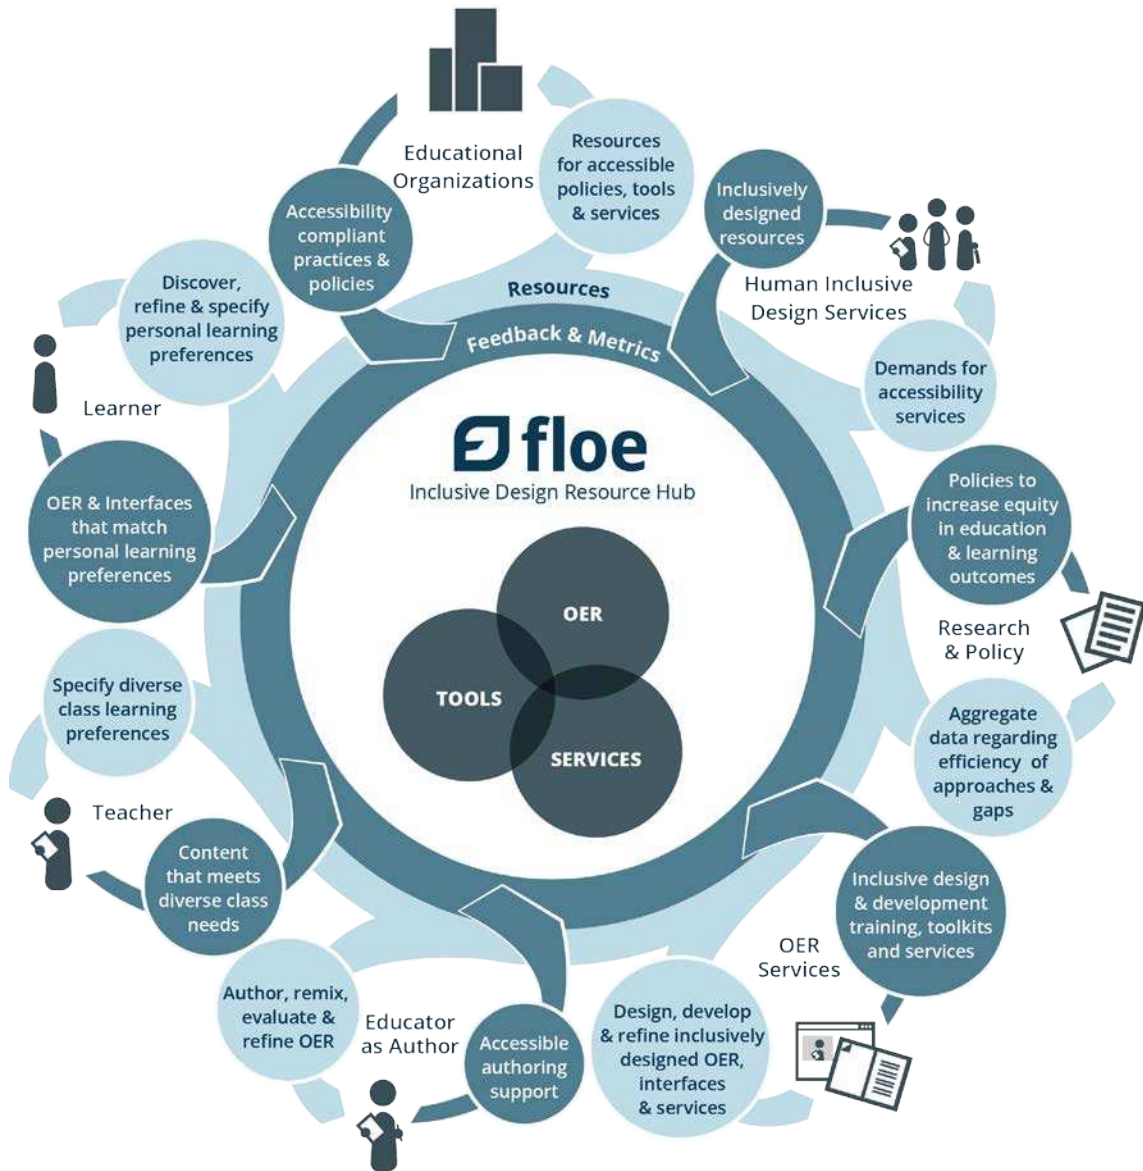 Educational
Organizations
Resources
for accessible
policies, tools
& services
Inclusively
designed
resources
Human Inclusive
Design Services
Demands for
accessibility
services
Policies to
increase equity
in education
& learning
outcomes
Research
& Policy
Aggregate
data regarding
efficiency of
approaches &
gaps
Inclusive design
& development
training, toolkits
and services
OER
Services
Design, develop
& refine inclusively
designed OER,
interfaces
& services
Accessible
authoring
support
Educator
as Author
Author, remix,
evaluate &
refine OER
Content
that meets
diverse class
needs
Teacher
Specify diverse
class learning
preferences
OER & Interfaces
that match
personal learning
preferences
Learner
Discover,
refine & specify
personal learning
preferences
Accessibility
compliant
practices &
policies
Resources
Feedback & Metrics
floe
Inclusive Design Resource Hub
OER
TOOLS
SERVICES